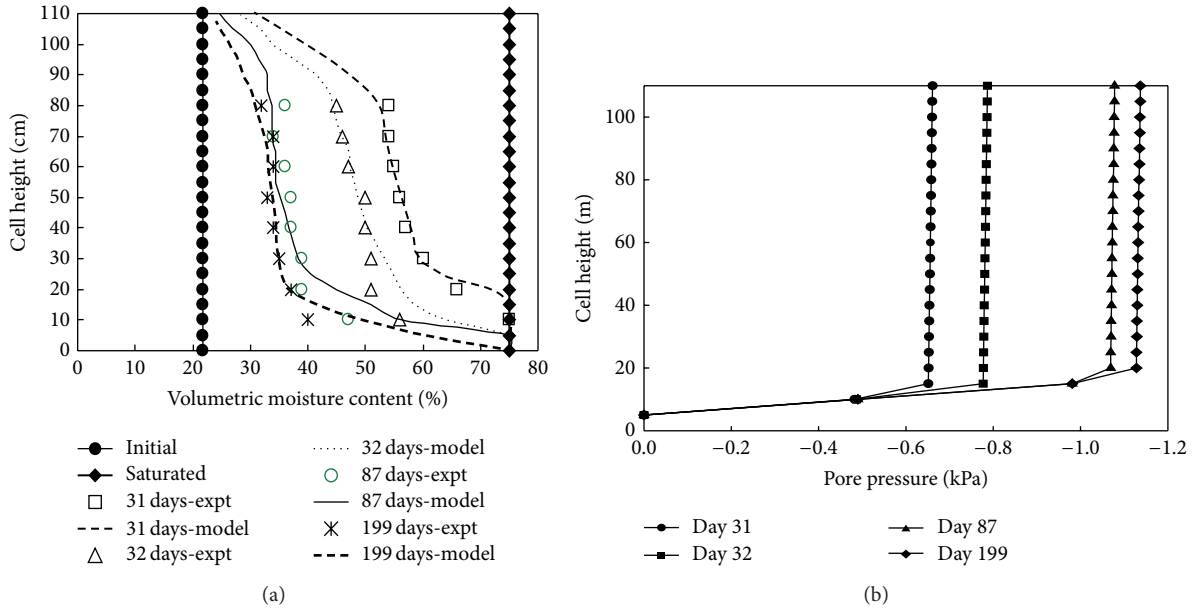 110
100
90
80
70
60
50
40
30
20
10
0
Cell height (cm)
0 10 20 30 40 50 60 70 80
Volumetric moisture content (%)
Initial
Saturated
31 days-expt
31 days-model
32 days-expt
32 days-model
87 days-expt
87 days-model
199 days-expt
199 days-model
(a)
100
80
60
40
20
0
Cell height (m)
0.0 −0.2 −0.4 −0.6 −0.8 −1 −1.2
Pore pressure (kPa)
Day 31
Day 32
Day 87
Day 199
(b)